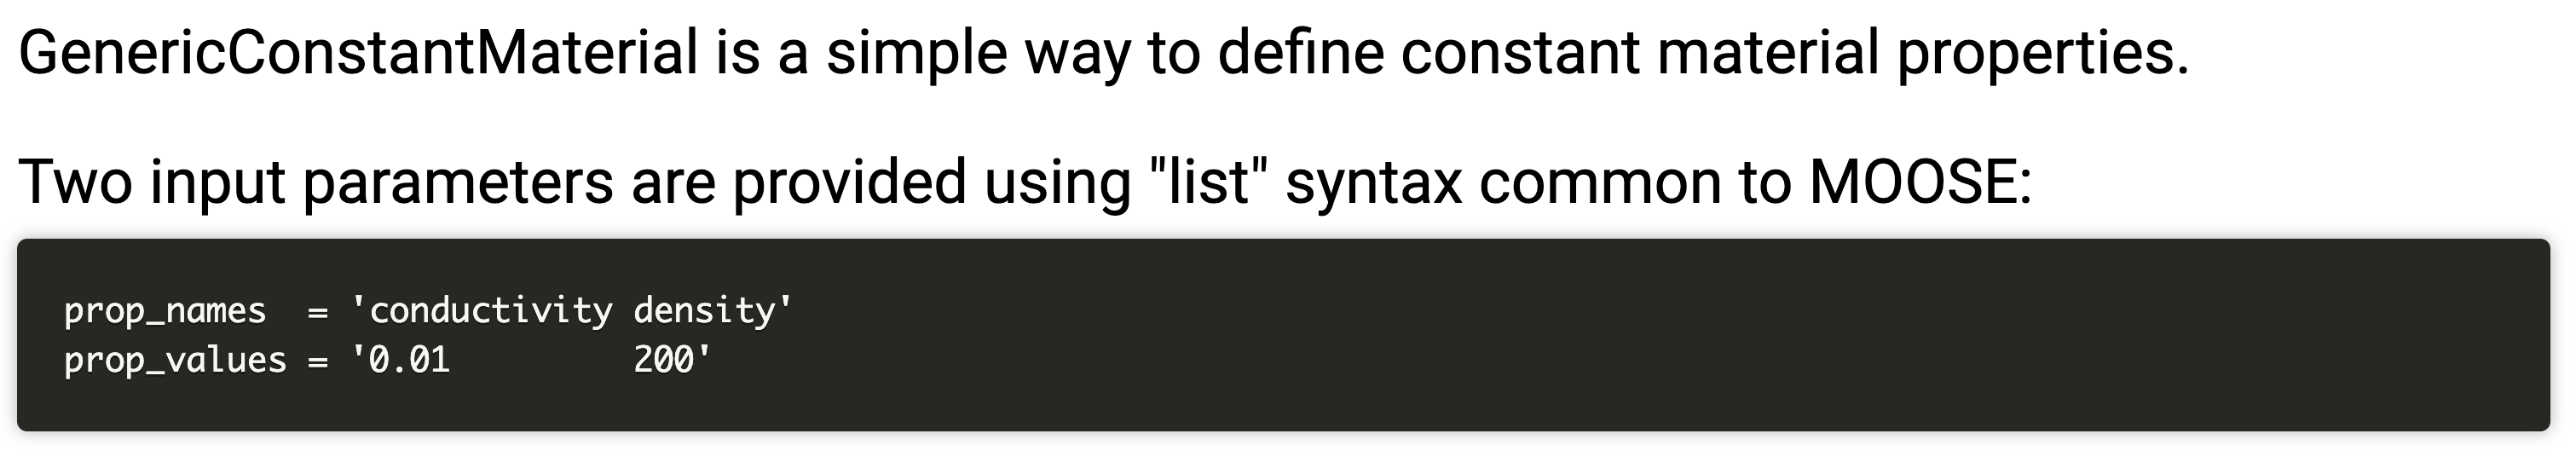 GenericConstantMaterial is a simple way to define constant material properties.
Two input parameters are provided using "list" syntax common to MOOSE:
prop_names  = 'conductivity density'
prop_values = '0.01         200'